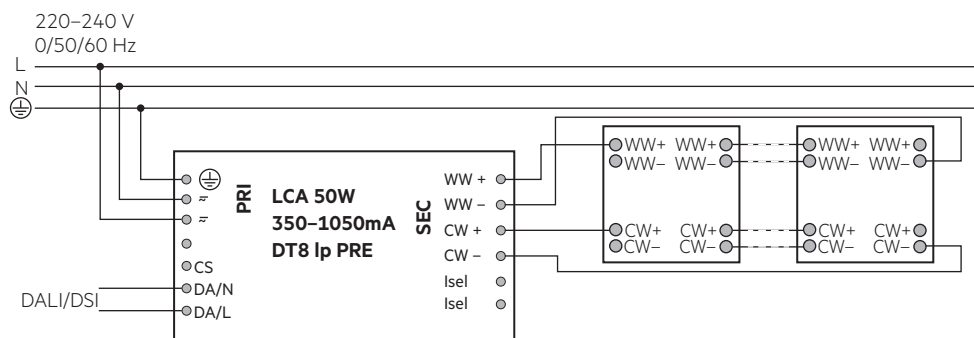 220–240 V
0/50/60 Hz
L
N
PRI
LCA 50W
350–1050mA
DT8 lp PRE
SEC
CS
DALI/DSI
DA/N
DA/L
WW +
WW –
CW +
CW –
Isel
Isel
WW+ WW+
WW– WW–
CW+ CW+
CW– CW–
WW+ WW+
WW– WW–
CW+ CW+
CW– CW–